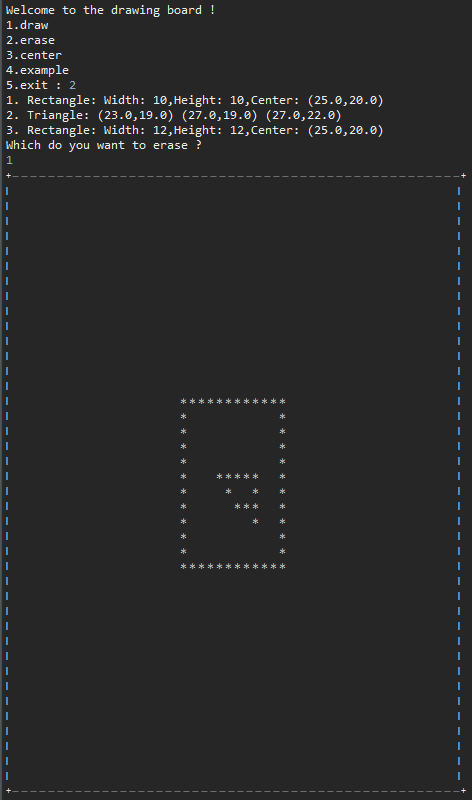 Welcome to the drawing board !
1.draw
2.erase
3.center
4.example
5.exit : 2
1. Rectangle: Width: 10,Height: 10,Center: (25.0,20.0)
2. Triangle: (23.0,19.0) (27.0,19.0) (27.0,22.0)
3. Rectangle: Width: 12,Height: 12,Center: (25.0,20.0)
Which do you want to erase ?
1